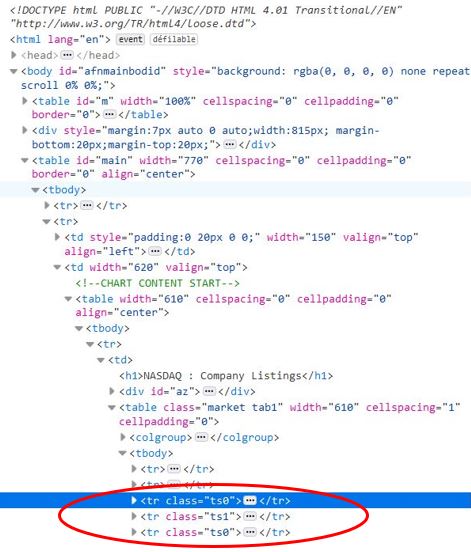 <!DOCTYPE html PUBLIC "-//W3C//DTD HTML 4.01 Transitional//EN"
"http://www.w3.org/TR/html4/loose.dtd">
<html lang="en"> event défilable
<head> ••• </head>
<body id="afnmainbodid" style="background: rgba(0, 0, 0, 0) none repeat
scroll 0% 0%;">
<table id="m" width="100%" cellspacing="0" cellpadding="0"
border="0"> ••• </table>
<div style="margin:7px auto 0 auto;width:815px; margin-
bottom:20px;margin-top:20px;"> ••• </div>
<table id="main" width="770" cellspacing="0" cellpadding="0"
border="0" align="center">
<tbody>
<tr> ••• </tr>
<tr>
<td style="padding:0 20px 0 0;" width="150" valign="top"
align="left"> ••• </td>
<td width="620" valign="top">
<!--CHART CONTENT START-->
<table width="610" cellspacing="0" cellpadding="0"
align="center">
<tbody>
<tr>
<td>
<h1>NASDAQ : Company Listings</h1>
<div id="az"> ••• </div>
<table class="market tab1" width="610" cellspacing="1"
cellpadding="0">
<colgroup> ••• </colgroup>
<tbody>
<tr> ••• </tr>
<tr> ••• </tr>
<tr class="ts0"> ••• </tr>
<tr class="ts1"> ••• </tr>
<tr class="ts0"> ••• </tr>